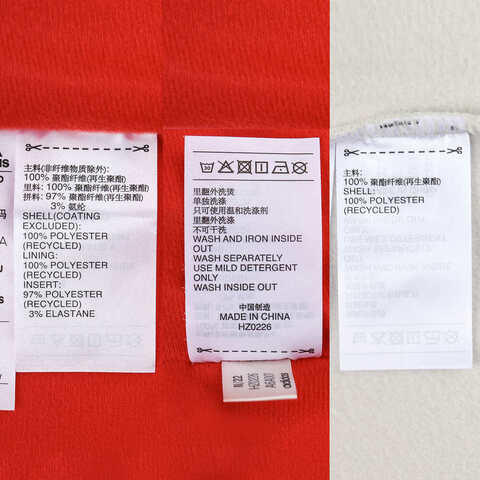 主料(非纤维物质除外):
100% 聚酯纤维(再生聚酯)
里料: 100% 聚酯纤维(再生聚酯)
拼料: 97% 聚酯纤维(再生聚酯)
3% 氨纶
SHELL(COATING
EXCLUDED):
100% POLYESTER
(RECYCLED)
LINING:
100% POLYESTER
(RECYCLED)
INSERT:
97% POLYESTER
(RECYCLED)
3% ELASTANE
30
里翻外洗烫
单独洗涤
只可使用温和洗涤剂
里翻外洗涤
不可干洗
WASH AND IRON INSIDE
OUT
WASH SEPARATELY
USE MILD DETERGENT
ONLY
WASH INSIDE OUT
中国制造
MADE IN CHINA
HZ0226
HZ0226
adidas
主料:
100% 聚酯纤维(再生聚酯)
SHELL:
100% POLYESTER
(RECYCLED)